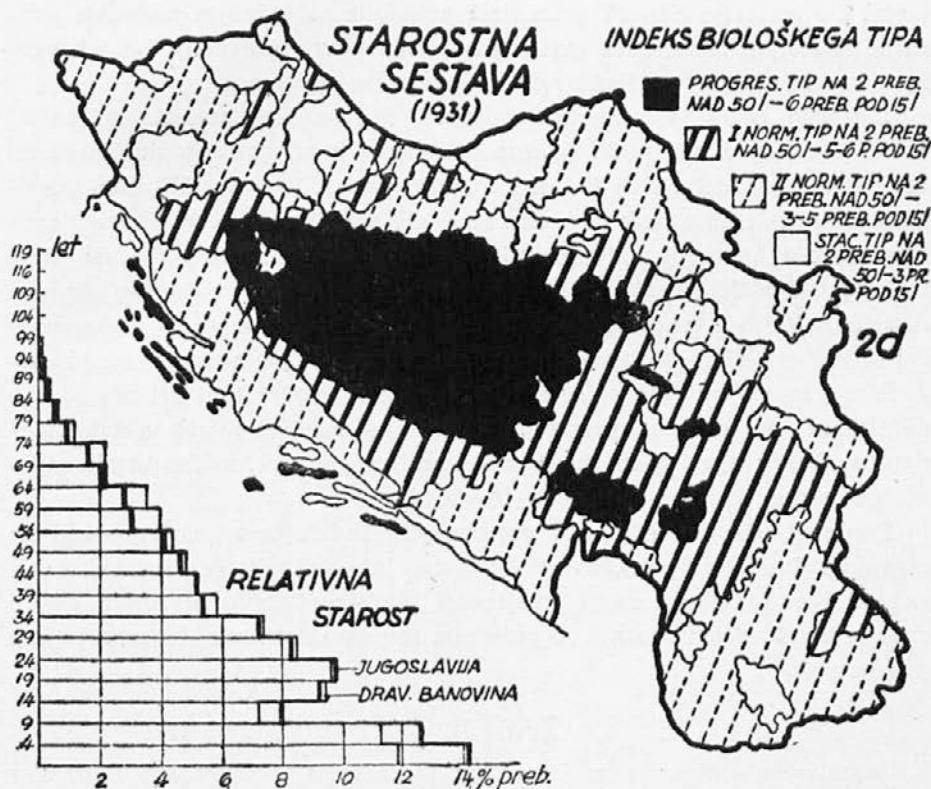 STAROSTNA
SESTAVA
(1931)
INDEKS BIOLOŠKEGA TIPA
PROGRES. TIP NA 2 PREB.
NAD 50 l – 6 PREB. POD 15 l
I NORM. TIP NA 2 PREB.
NAD 50 l – 5-6 P. POD 15 l
II NORM. TIP NA 2
PREB. NAD 50 l –
3-5 PREB. POD 15 l
STAC. TIP NA
2 PREB. NAD
50 l – 3 PR.
POD 15 l
2d
let
119
116
109
104
99
94
89
84
79
74
69
64
59
54
49
44
39
34
29
24
19
14
9
4
RELATIVNA
STAROST
JUGOSLAVIJA
DRAV. BANOVINA
2 4 6 8 10 12 14 % preb.